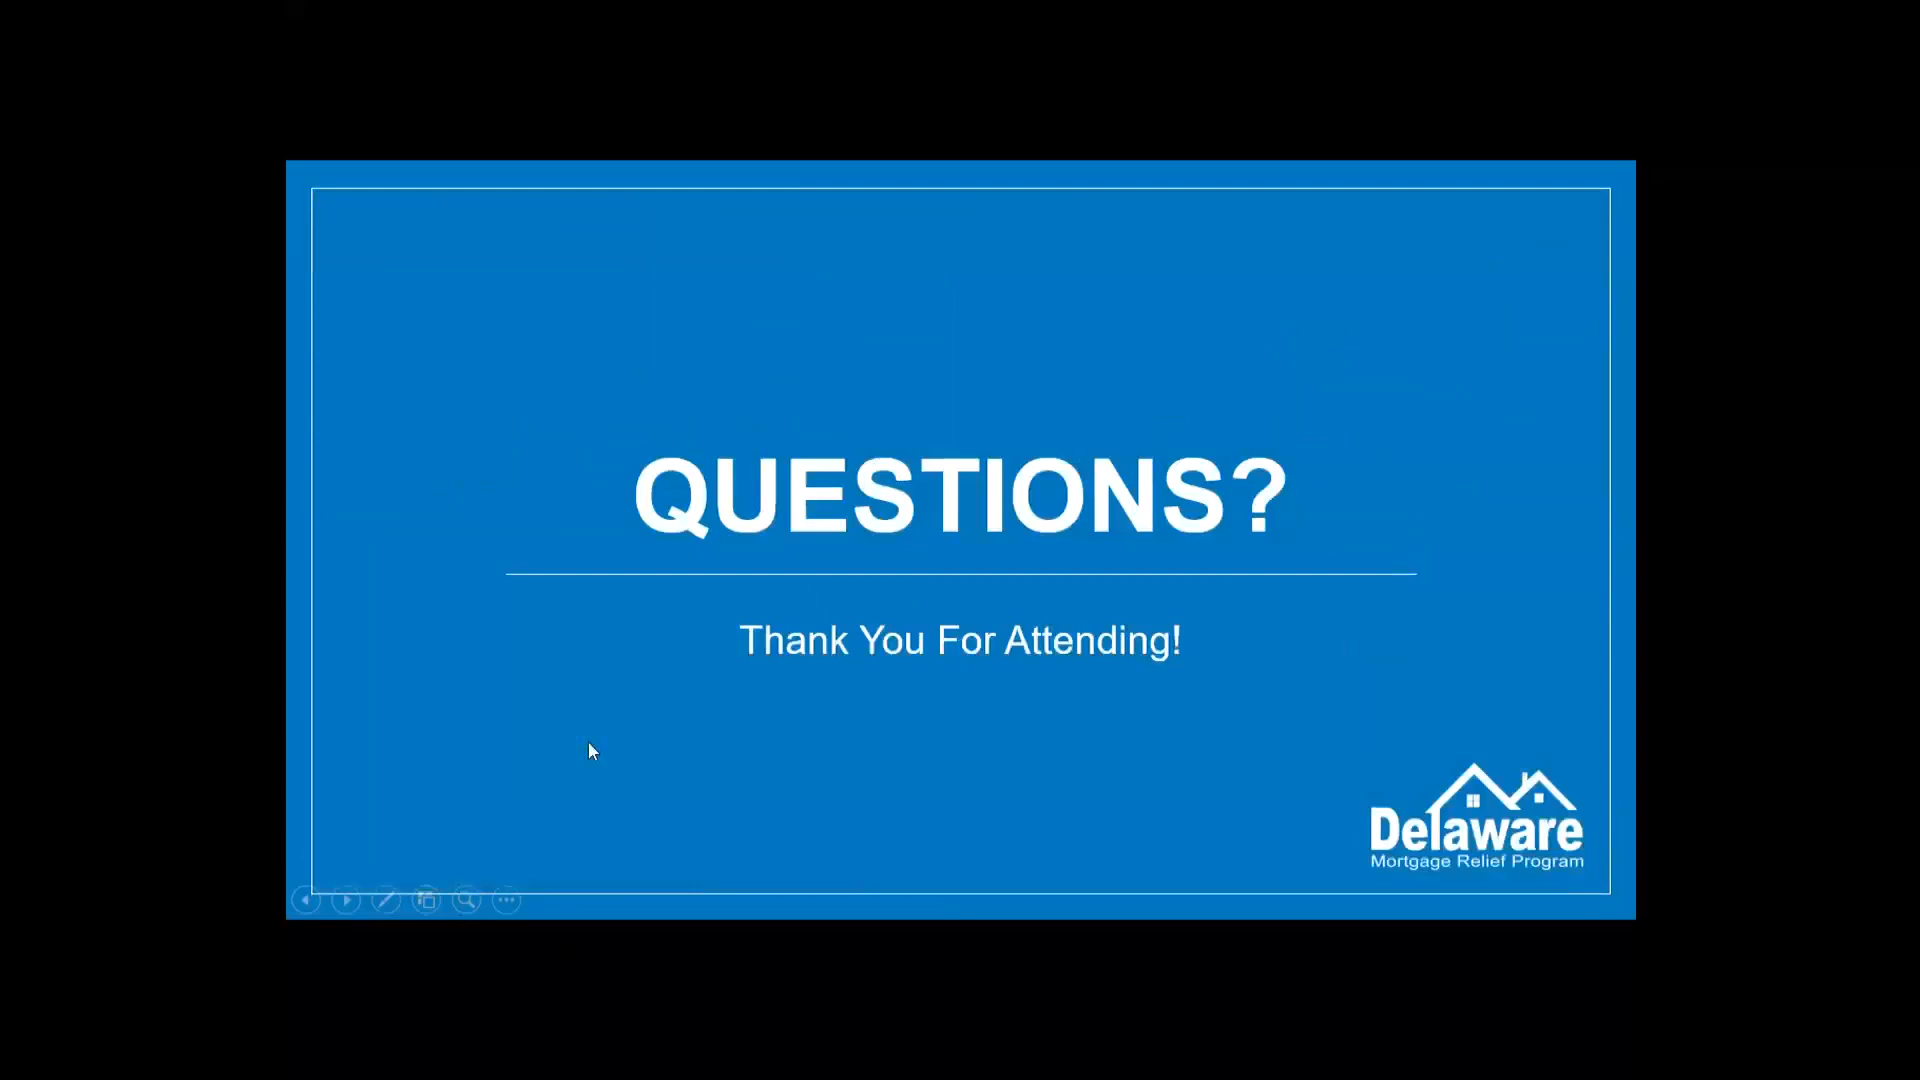 QUESTIONS?
Thank You For Attending!
Delaware
Mortgage Relief Program